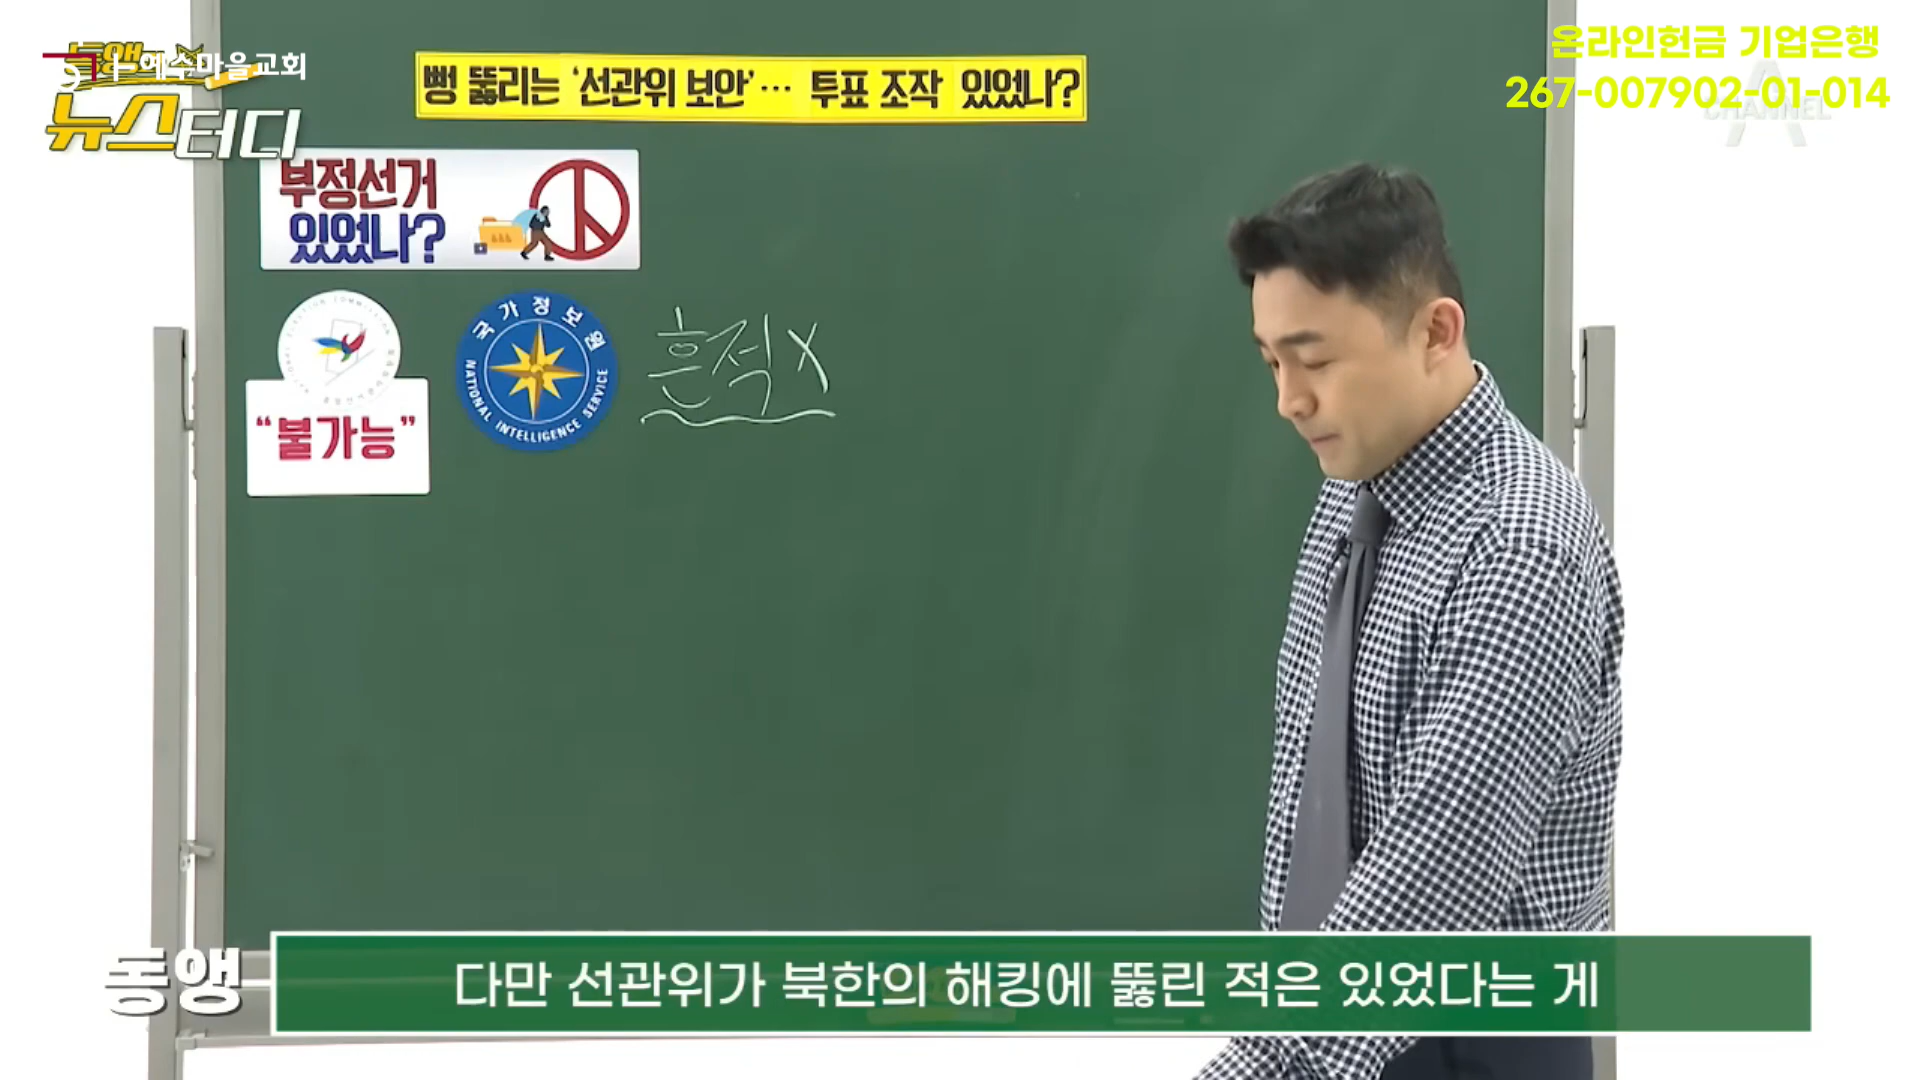 예수마을교회
뉴스터디
온라인헌금 기업은행
267-007902-01-014
CHANNEL A
뻥 뚫리는 '선관위 보안'… 투표 조작 있었나?
부정선거
있었나?
"불가능"
국가정보원
NATIONAL INTELLIGENCE SERVICE
흔적 X
동앵
다만 선관위가 북한의 해킹에 뚫린 적은 있었다는 게